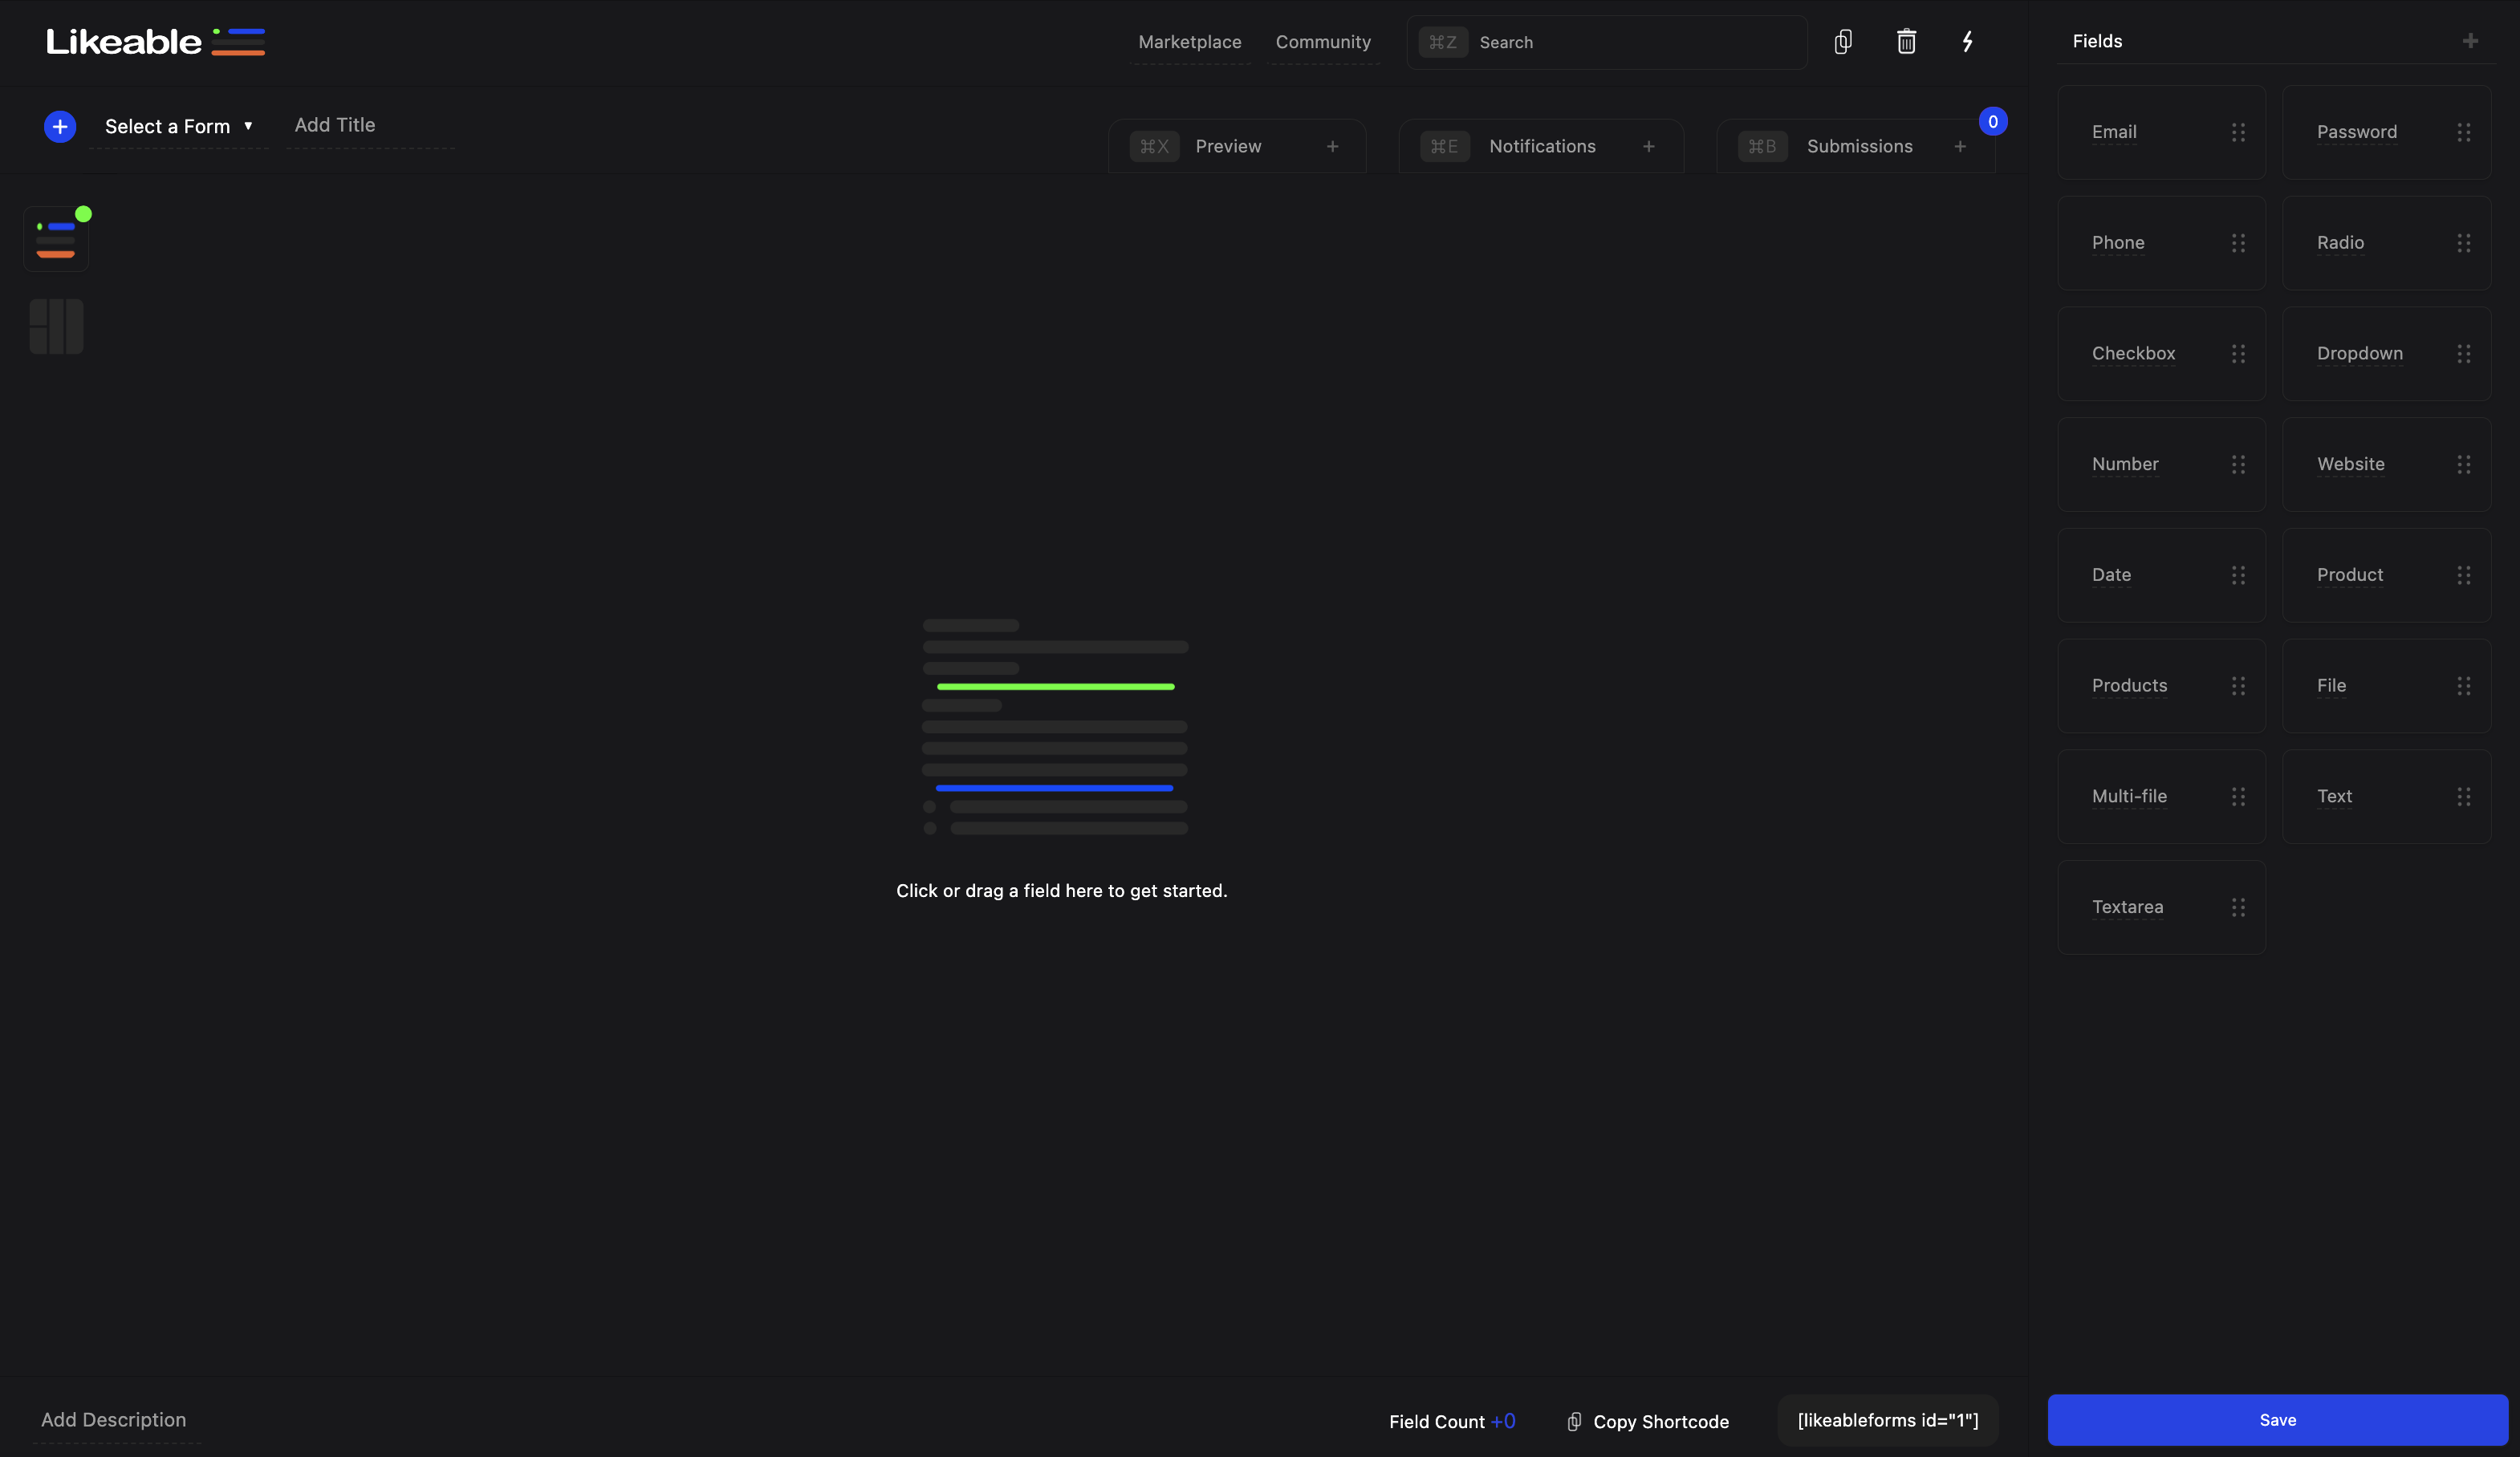 Likeable
Marketplace
Community
⌘Z
Search
Select a Form ▼
Add Title
⌘X
Preview
+
⌘E
Notifications
+
⌘B
Submissions
+
0
Click or drag a field here to get started.
Add Description
Field Count +0
Copy Shortcode
[likeableforms id="1"]
Fields
+
Email
Password
Phone
Radio
Checkbox
Dropdown
Number
Website
Date
Product
Products
File
Multi-file
Text
Textarea
Save